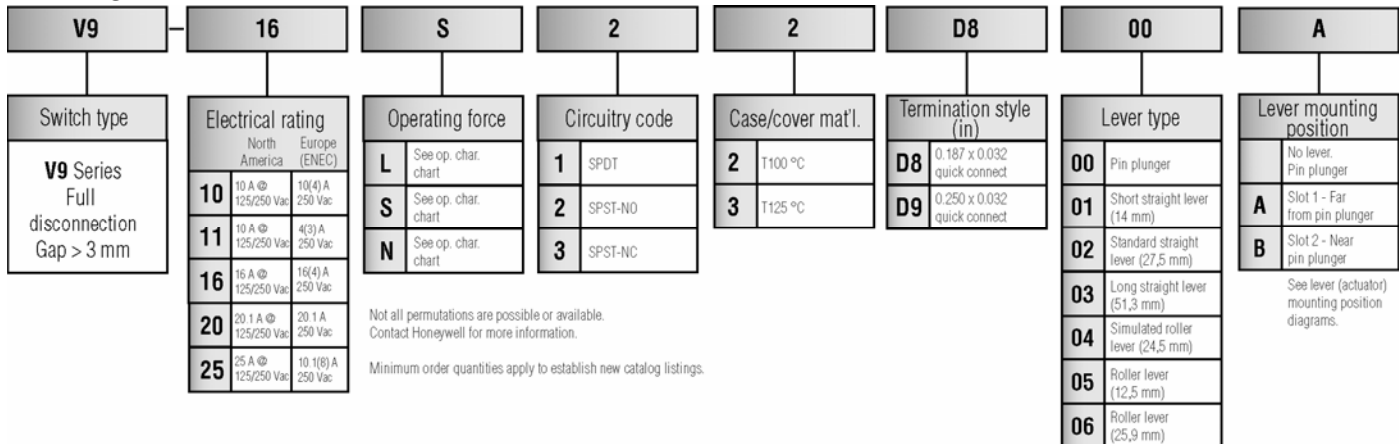 V9 – 16 S 2 2 D8 00 A
Switch type
V9 Series
Full
disconnection
Gap > 3 mm
Electrical rating
North
America
Europe
(ENEC)
10
10 A @
125/250 Vac
10(4) A
250 Vac
11
10 A @
125/250 Vac
4(3) A
250 Vac
16
16 A @
125/250 Vac
16(4) A
250 Vac
20
20.1 A @
125/250 Vac
20.1 A
250 Vac
25
25 A @
125/250 Vac
10.1(8) A
250 Vac
Operating force
L
See op. char.
chart
S
See op. char.
chart
N
See op. char.
chart
Circuitry code
1 SPDT
2 SPST-NO
3 SPST-NC
Not all permutations are possible or available.
Contact Honeywell for more information.
Minimum order quantities apply to establish new catalog listings.
Case/cover mat'l.
2 T100 °C
3 T125 °C
Termination style
(in)
D8
0.187 x 0.032
quick connect
D9
0.250 x 0.032
quick connect
Lever type
00 Pin plunger
01
Short straight lever
(14 mm)
02
Standard straight
lever (27,5 mm)
03
Long straight lever
(51,3 mm)
04
Simulated roller
lever (24,5 mm)
05
Roller lever
(12,5 mm)
06
Roller lever
(25,9 mm)
Lever mounting
position
No lever.
Pin plunger
A
Slot 1 - Far
from pin plunger
B
Slot 2 - Near
pin plunger
See lever (actuator)
mounting position
diagrams.